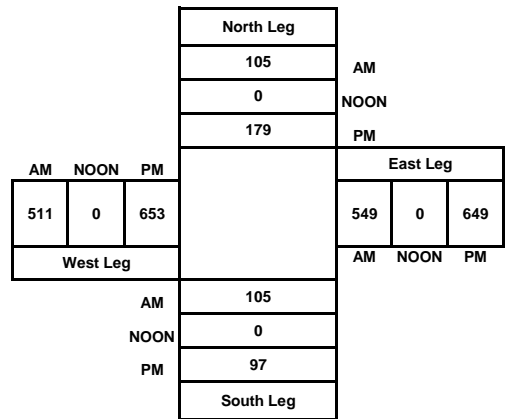 North Leg
105 AM
0 NOON
179 PM
AM NOON PM East Leg
511 0 653 549 0 649
West Leg AM NOON PM
AM 105
NOON 0
PM 97
South Leg